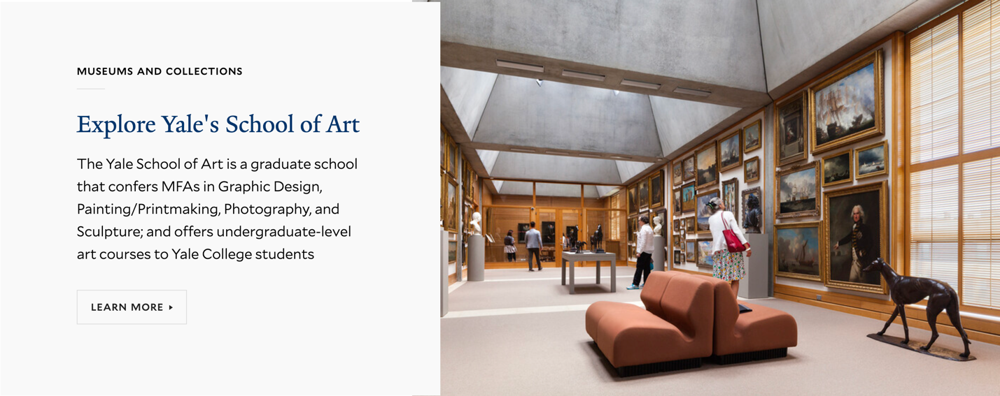 MUSEUMS AND COLLECTIONS
Explore Yale's School of Art
The Yale School of Art is a graduate school
that confers MFAs in Graphic Design,
Painting/Printmaking, Photography, and
Sculpture; and offers undergraduate-level
art courses to Yale College students
LEARN MORE